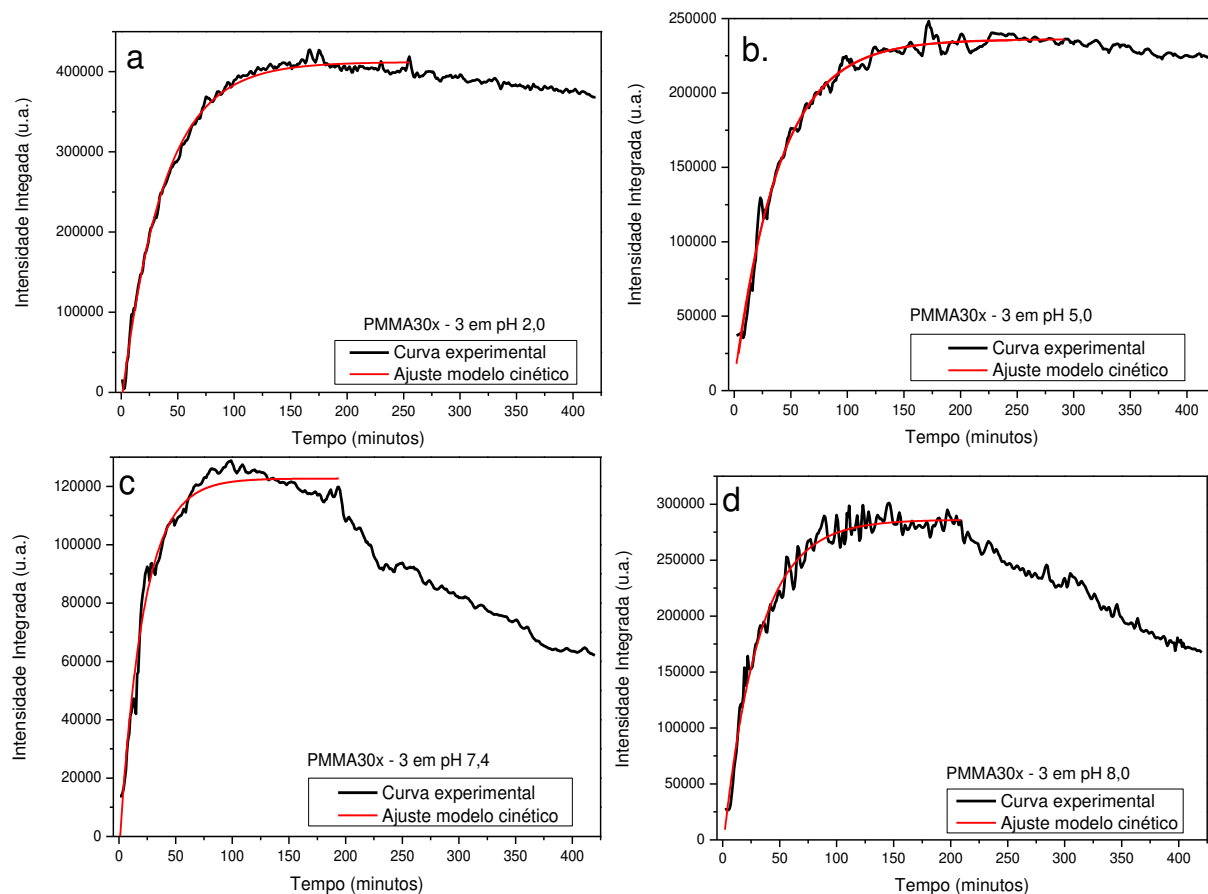 a
Intensidade Integada (u.a.)
400000
300000
200000
100000
0
PMMA30x - 3 em pH 2,0
Curva experimental
Ajuste modelo cinético
0 50 100 150 200 250 300 350 400
Tempo (minutos)
b.
Intensidade Integrada (u.a.)
250000
200000
150000
100000
50000
0
PMMA30x - 3 em pH 5,0
Curva experimental
Ajuste modelo cinético
0 50 100 150 200 250 300 350 400
Tempo (minutos)
c
Intensidade Integrada (u.a.)
120000
100000
80000
60000
40000
20000
0
PMMA30x - 3 em pH 7,4
Curva experimental
Ajuste modelo cinético
0 50 100 150 200 250 300 350 400
Tempo (minutos)
d
Intensidade Integrada (u.a.)
300000
250000
200000
150000
100000
50000
0
PMMA30x - 3 em pH 8,0
Curva experimental
Ajuste modelo cinético
0 50 100 150 200 250 300 350 400
Tempo (minutos)